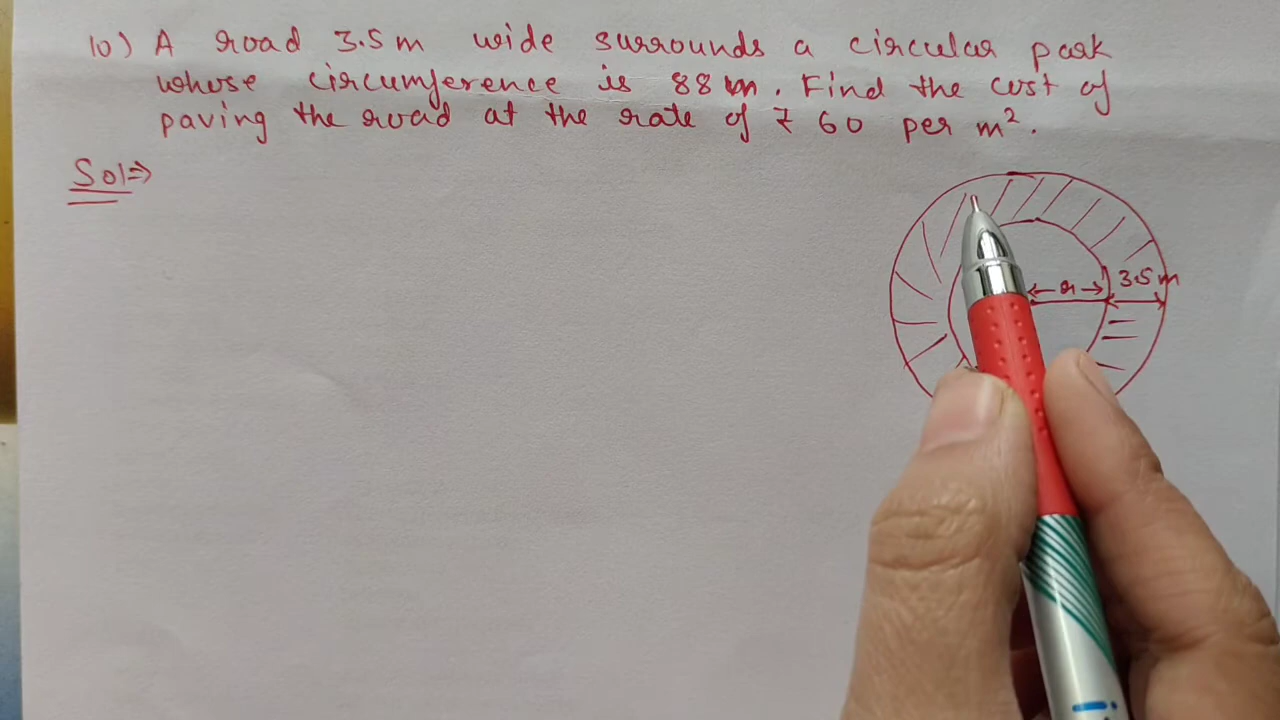 10) A road 3.5 m wide surrounds a circular park
whose circumference is 88 m. Find the cost of
paving the road at the rate of ₹ 60 per m².
Sol⇒
r
3.5 m